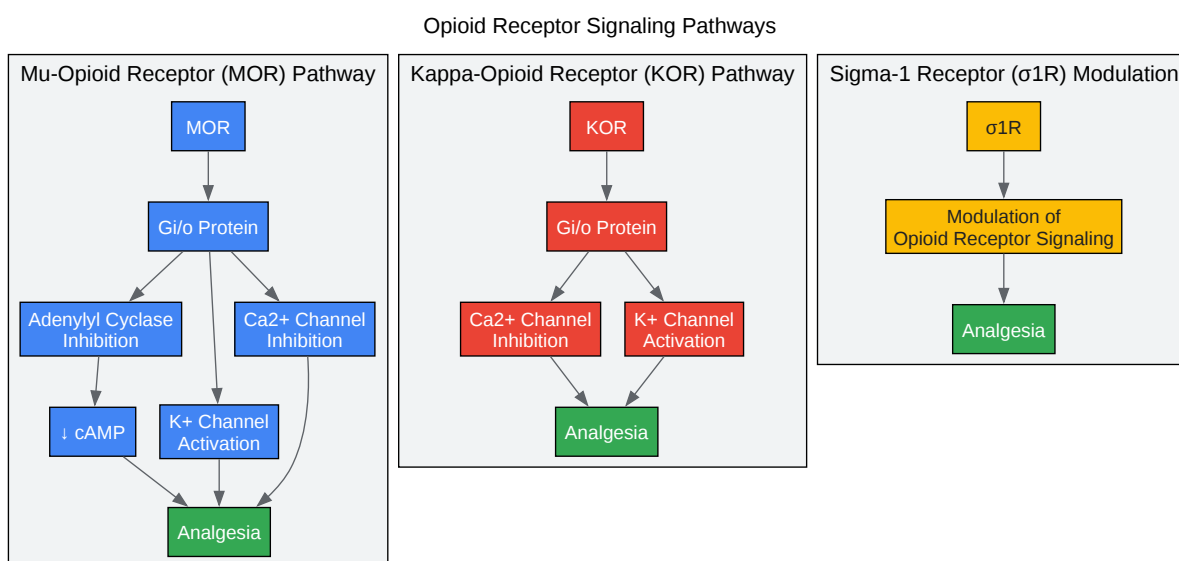 Opioid Receptor Signaling Pathways
Mu-Opioid Receptor (MOR) Pathway
MOR
Gi/o Protein
Adenylyl Cyclase
Inhibition
Ca2+ Channel
Inhibition
↓ cAMP
K+ Channel
Activation
Analgesia
Kappa-Opioid Receptor (KOR) Pathway
KOR
Gi/o Protein
Ca2+ Channel
Inhibition
K+ Channel
Activation
Analgesia
Sigma-1 Receptor (σ1R) Modulation
σ1R
Modulation of
Opioid Receptor Signaling
Analgesia